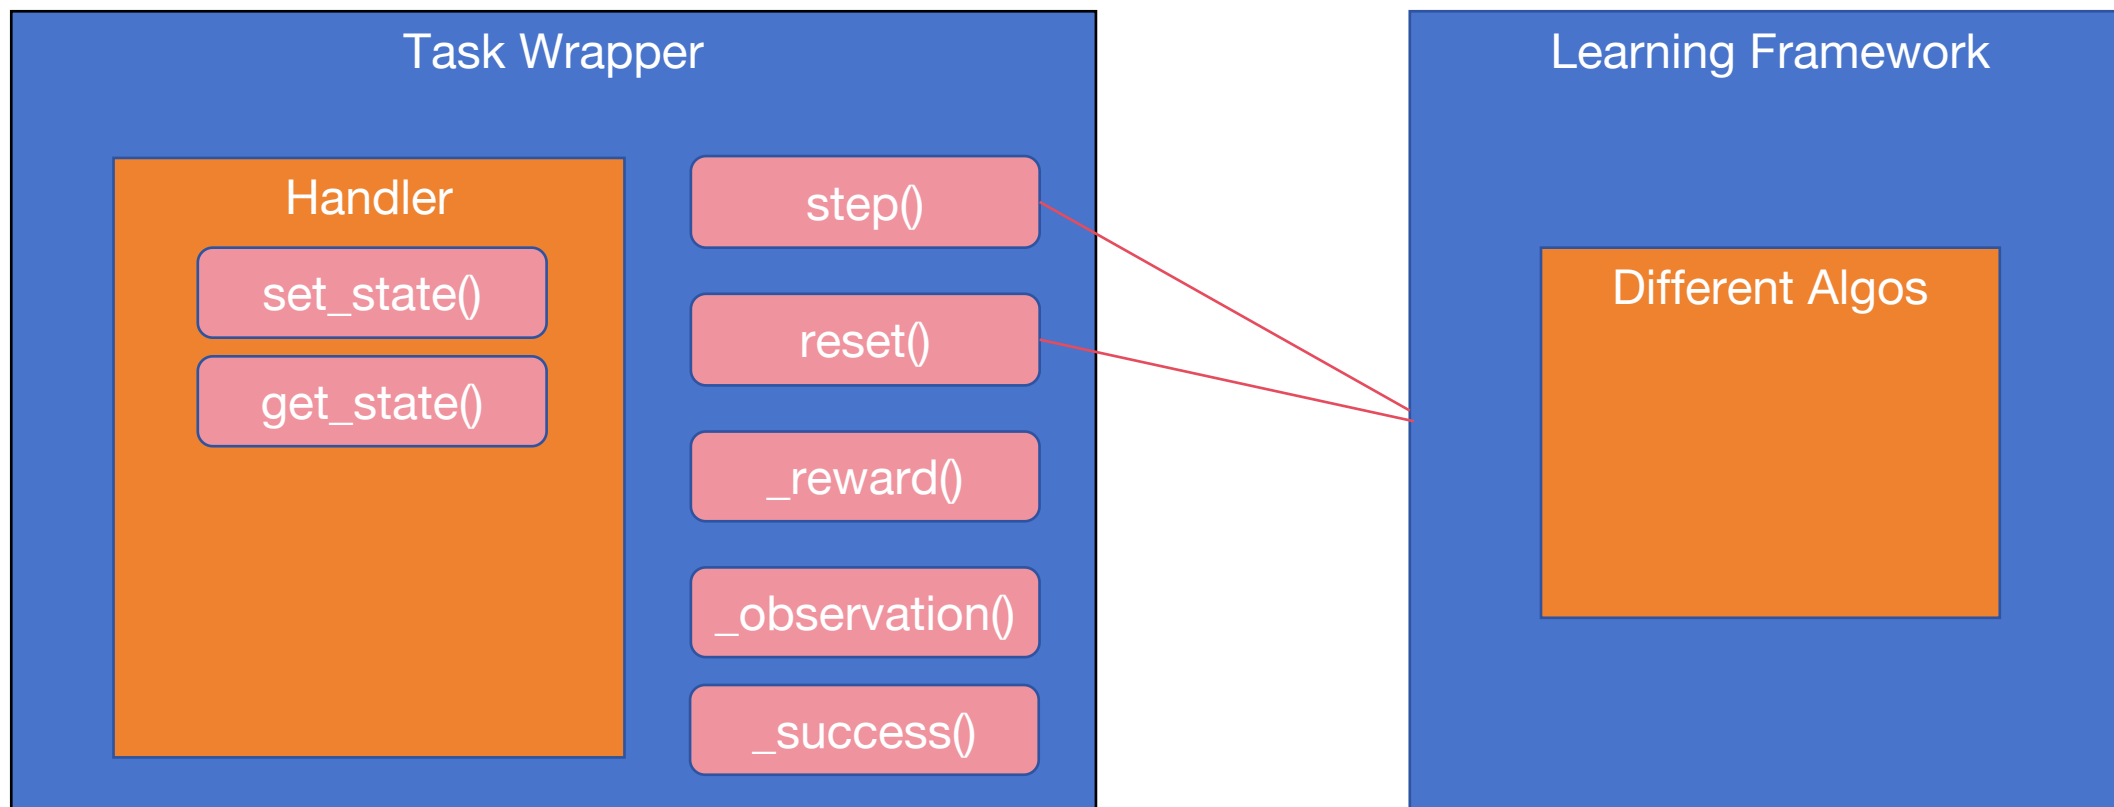 Task Wrapper
Handler
set_state()
get_state()
step()
reset()
_reward()
_observation()
_success()
Learning Framework
Different Algos